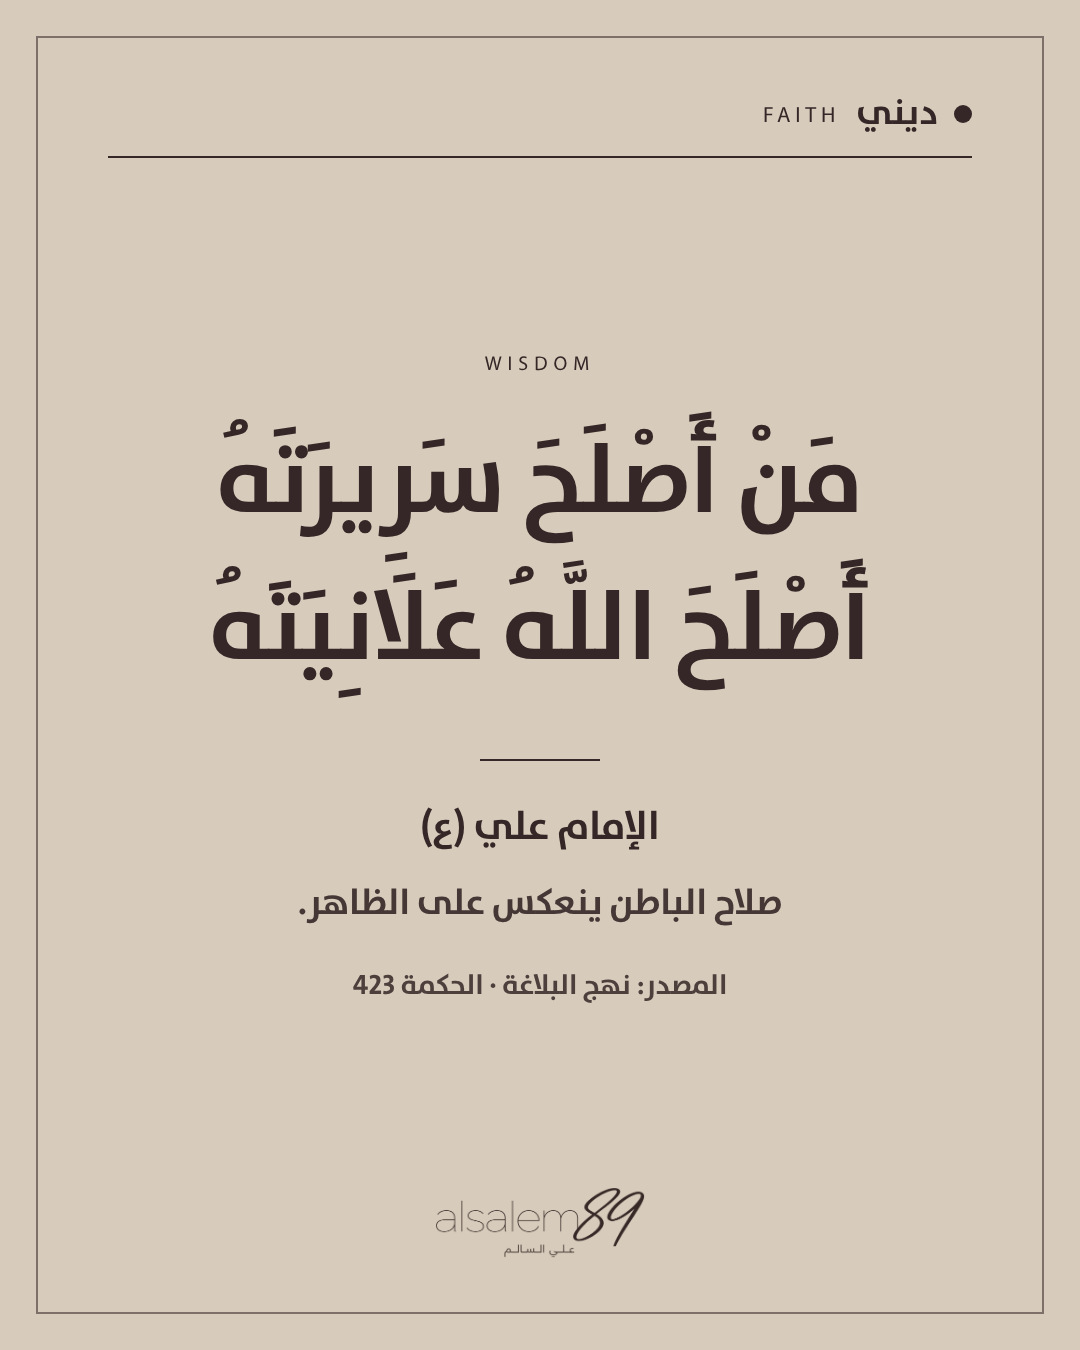 ديني FAITH
WISDOM
مَنْ أَصْلَحَ سَرِيرَتَهُ
أَصْلَحَ اللَّهُ عَلَانِيَتَهُ
الإمام علي (ع)
صلاح الباطن ينعكس على الظاهر.
المصدر: نهج البلاغة · الحكمة 423
alsalem89
علي السالم